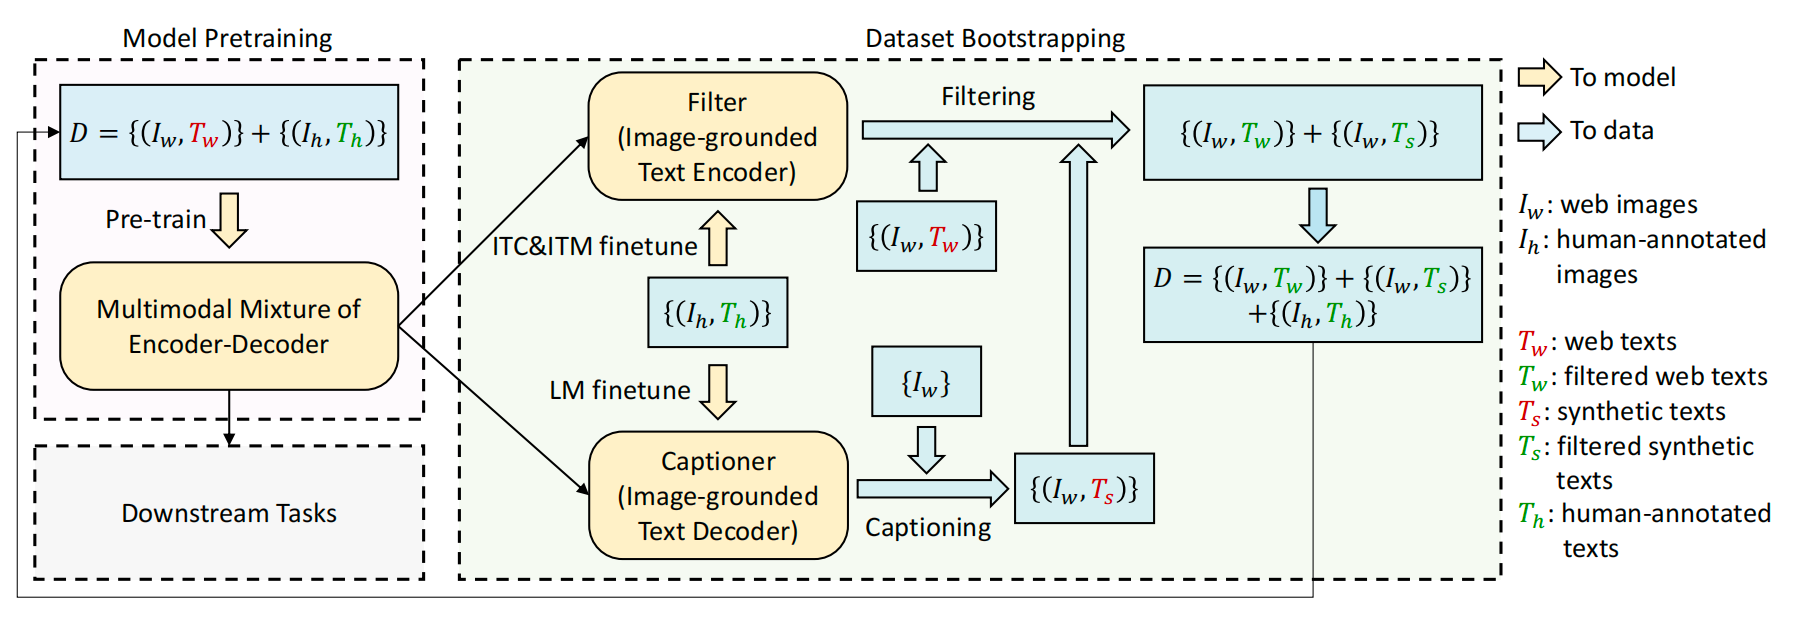 Model Pretraining
D = {(I_w, T_w)} + {(I_h, T_h)}
Pre-train
Multimodal Mixture of
Encoder-Decoder
Downstream Tasks
Dataset Bootstrapping
Filter
(Image-grounded
Text Encoder)
ITC&ITM finetune
{(I_h, T_h)}
LM finetune
Captioner
(Image-grounded
Text Decoder)
Filtering
{(I_w, T_w)}
{I_w}
Captioning
{(I_w, T_s)}
{(I_w, T_w)} + {(I_w, T_s)}
D = {(I_w, T_w)} + {(I_w, T_s)}
+{(I_h, T_h)}
To model
To data
I_w: web images
I_h: human-annotated
images
T_w: web texts
T_w: filtered web texts
T_s: synthetic texts
T_s: filtered synthetic
texts
T_h: human-annotated
texts